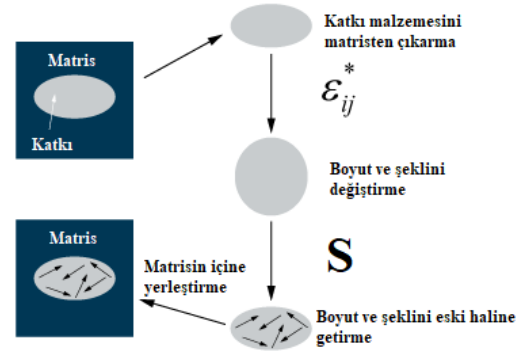 Katkı malzemesini
matristen çıkarma
Matris
Katkı
ε*ij
Boyut ve şeklini
değiştirme
S
Matris
Matrisin içine
yerleştirme
Boyut ve şeklini eski haline
getirme